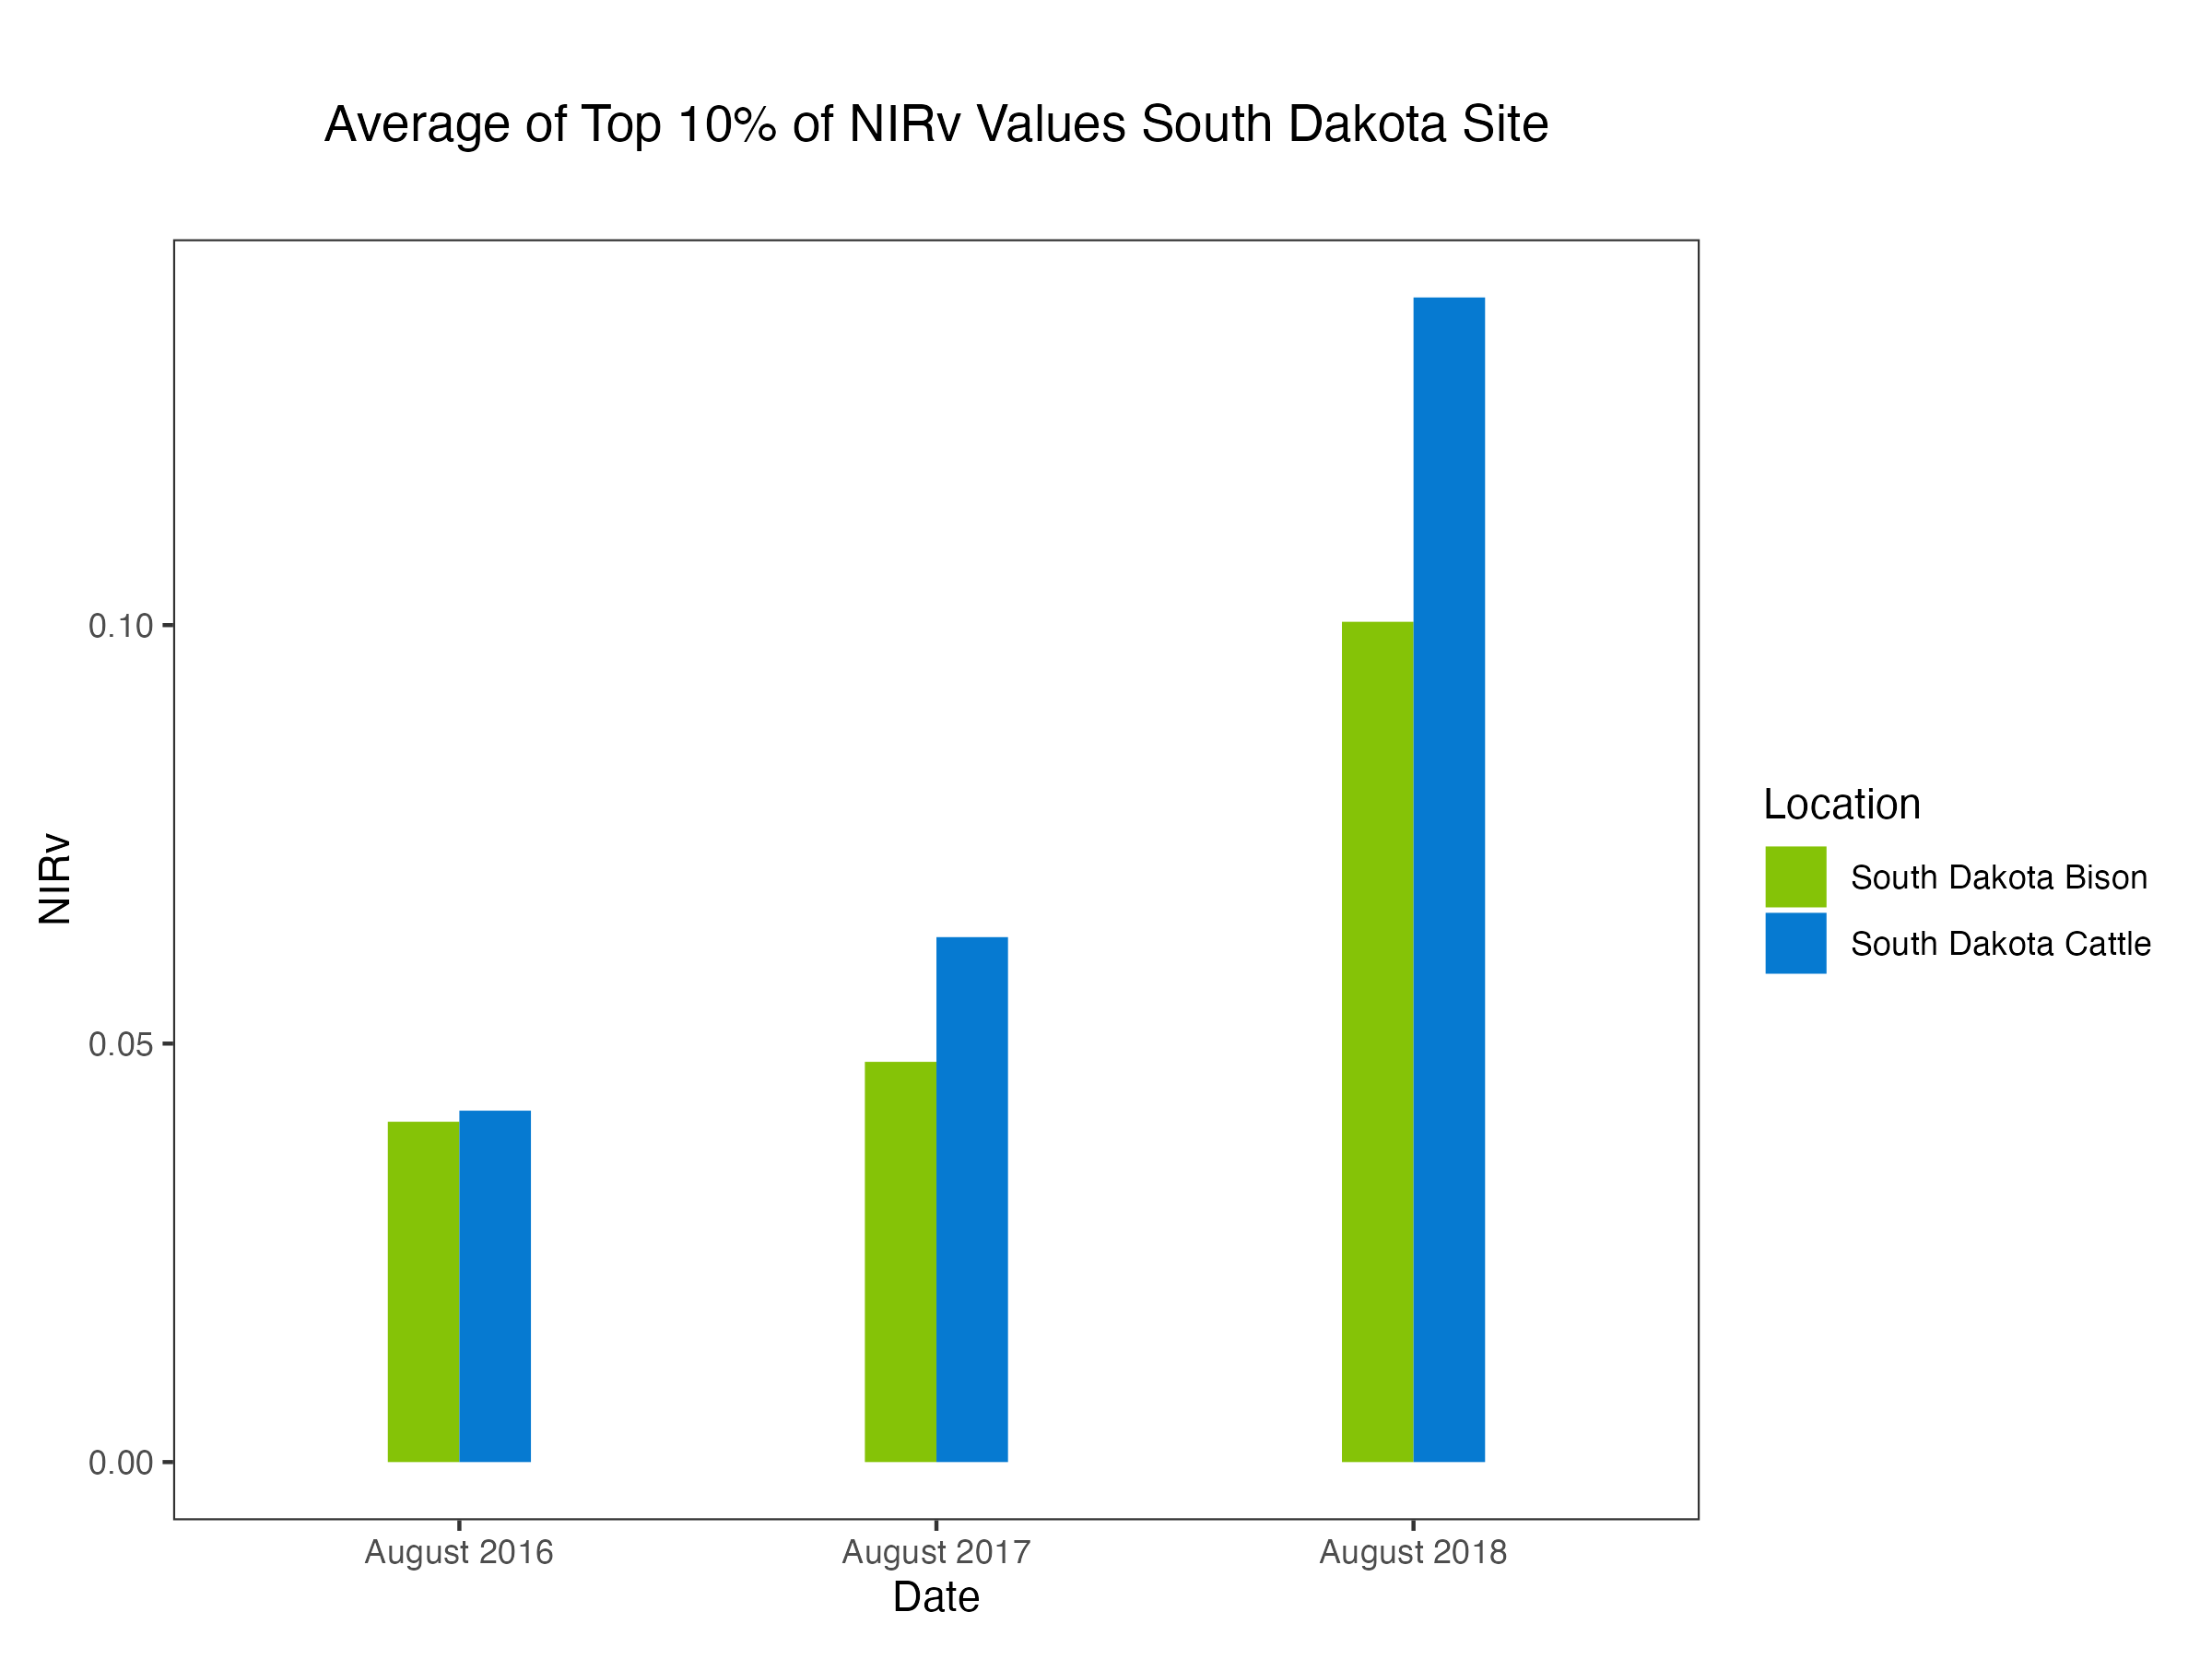 Average of Top 10% of NIRv Values South Dakota Site
NIRv
0.10
0.05
0.00
August 2016
August 2017
August 2018
Date
Location
South Dakota Bison
South Dakota Cattle